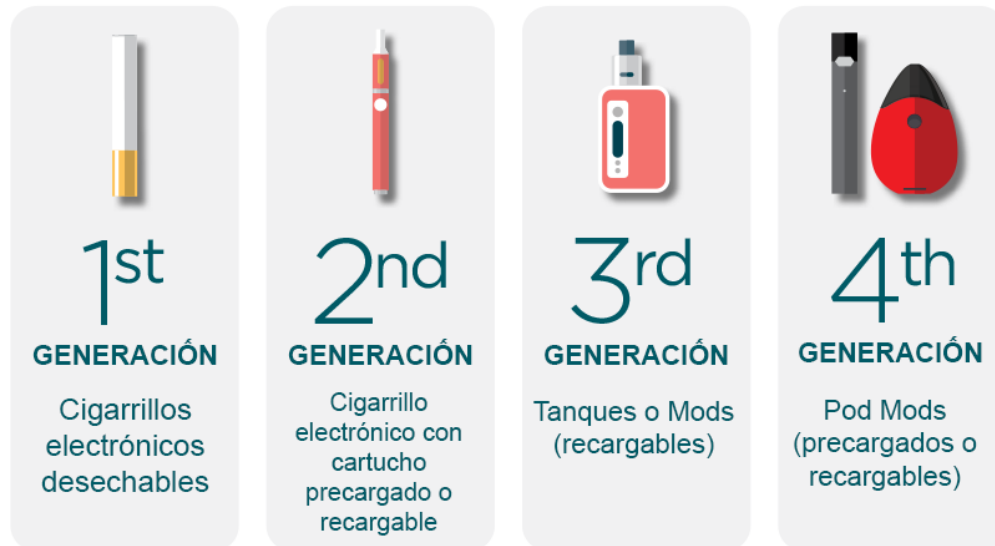 1st
GENERACIÓN
Cigarrillos
electrónicos
desechables
2nd
GENERACIÓN
Cigarrillo
electrónico con
cartucho
precargado o
recargable
3rd
GENERACIÓN
Tanques o Mods
(recargables)
4th
GENERACIÓN
Pod Mods
(precargados o
recargables)